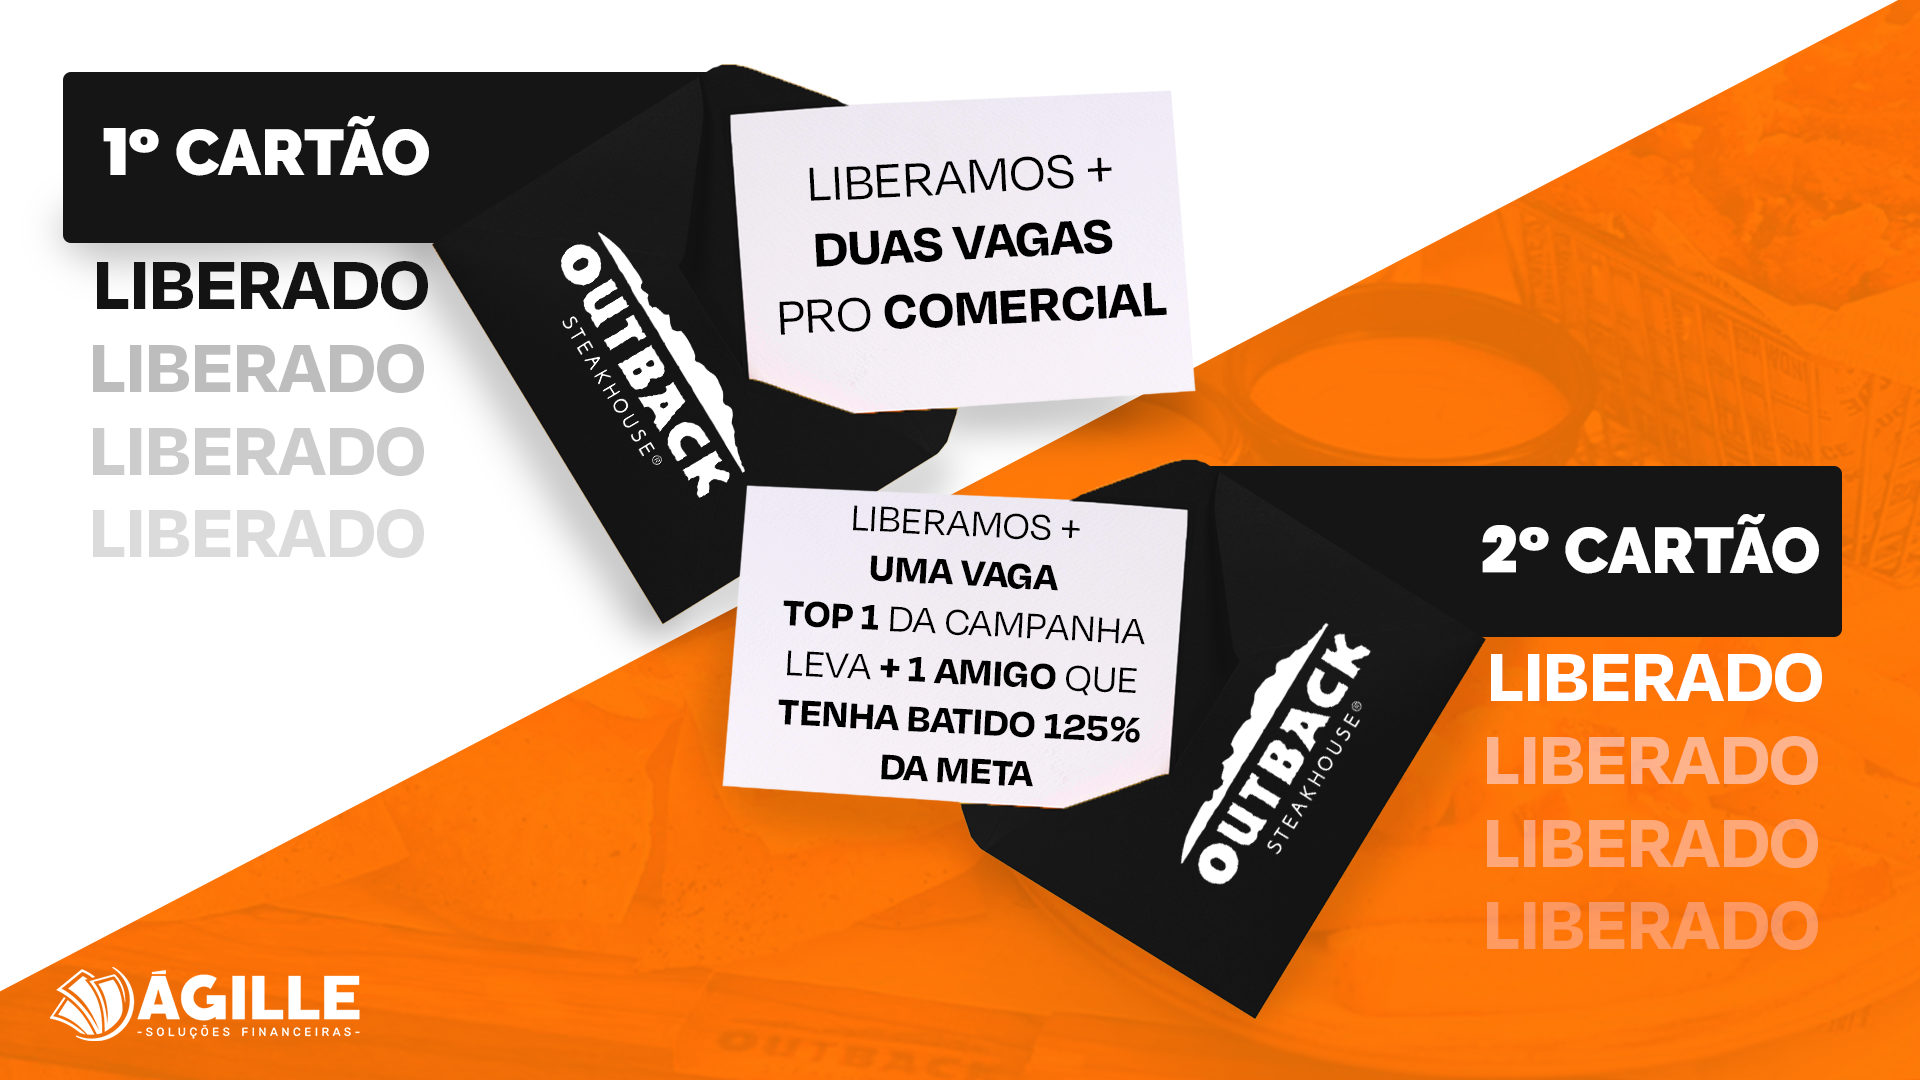 1º CARTÃO
LIBERADO
LIBERADO
LIBERADO
LIBERADO
OUTBACK
STEAKHOUSE®
LIBERAMOS +
DUAS VAGAS
PRO COMERCIAL
LIBERAMOS +
UMA VAGA
TOP 1 DA CAMPANHA
LEVA + 1 AMIGO QUE
TENHA BATIDO 125%
DA META
2º CARTÃO
LIBERADO
LIBERADO
LIBERADO
LIBERADO
OUTBACK
STEAKHOUSE®
ÁGILLE
-SOLUÇÕES FINANCEIRAS-
OUTBACK